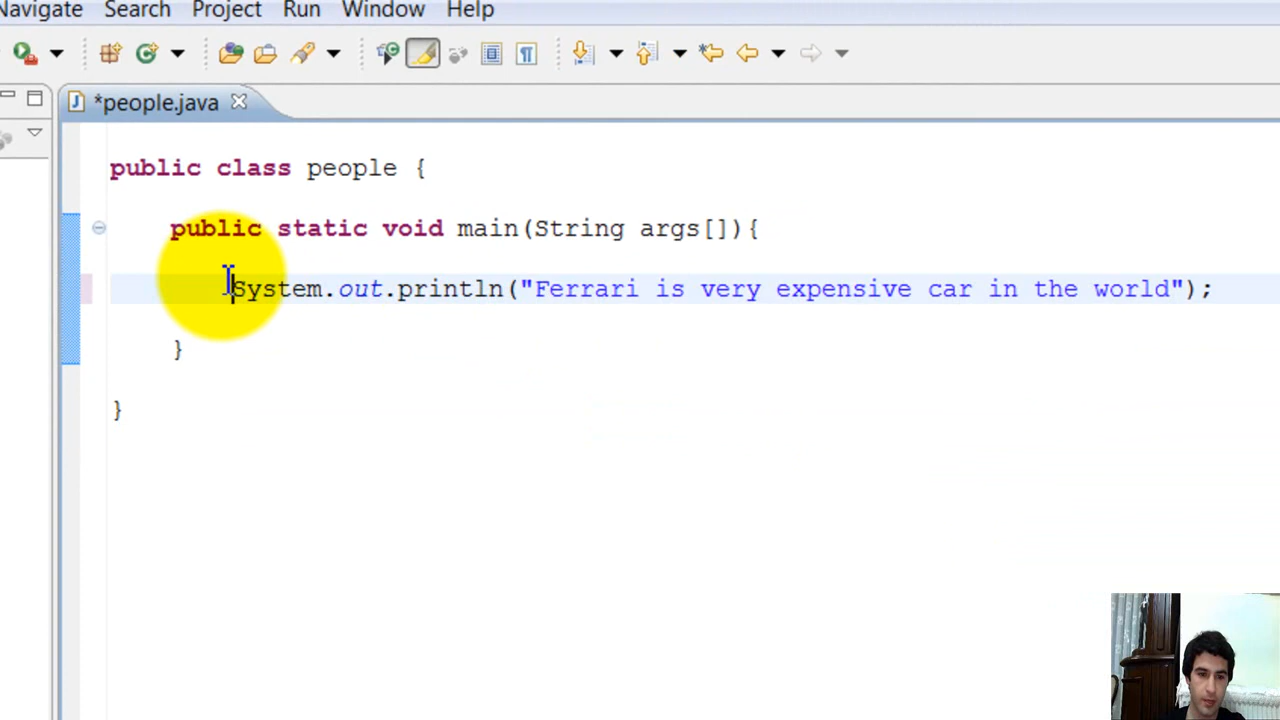 Navigate Search Project Run Window Help
*people.java
public class people {
public static void main(String args[]){
System.out.println("Ferrari is very expensive car in the world");
}
}